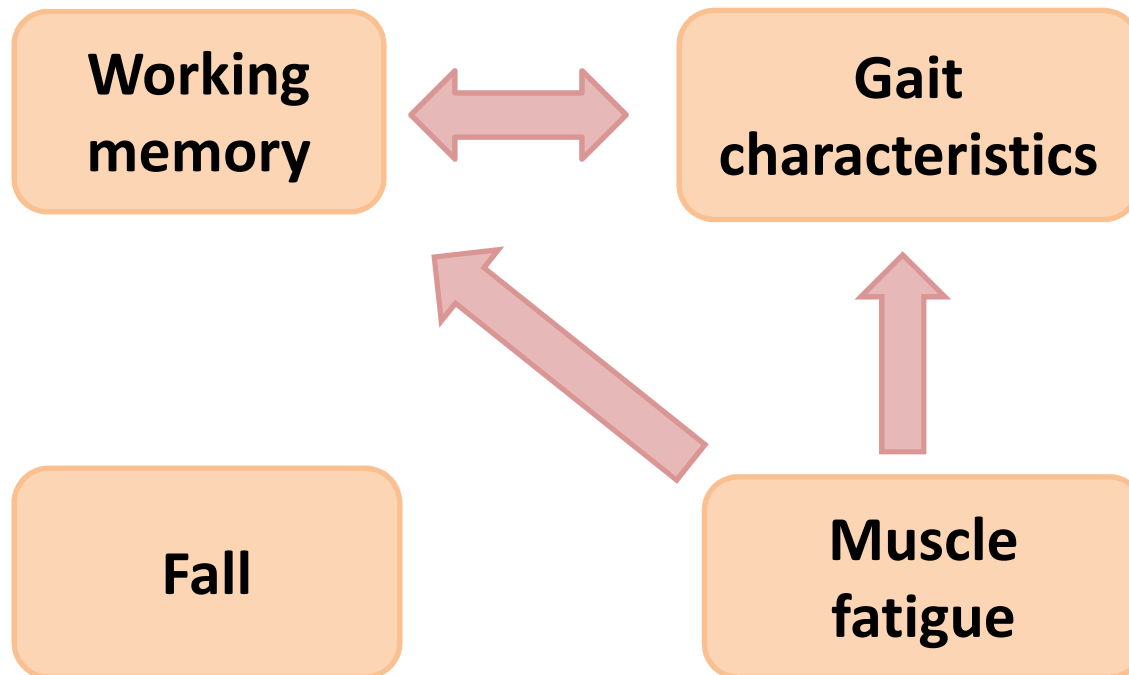 Working
memory
Gait
characteristics
Fall
Muscle
fatigue